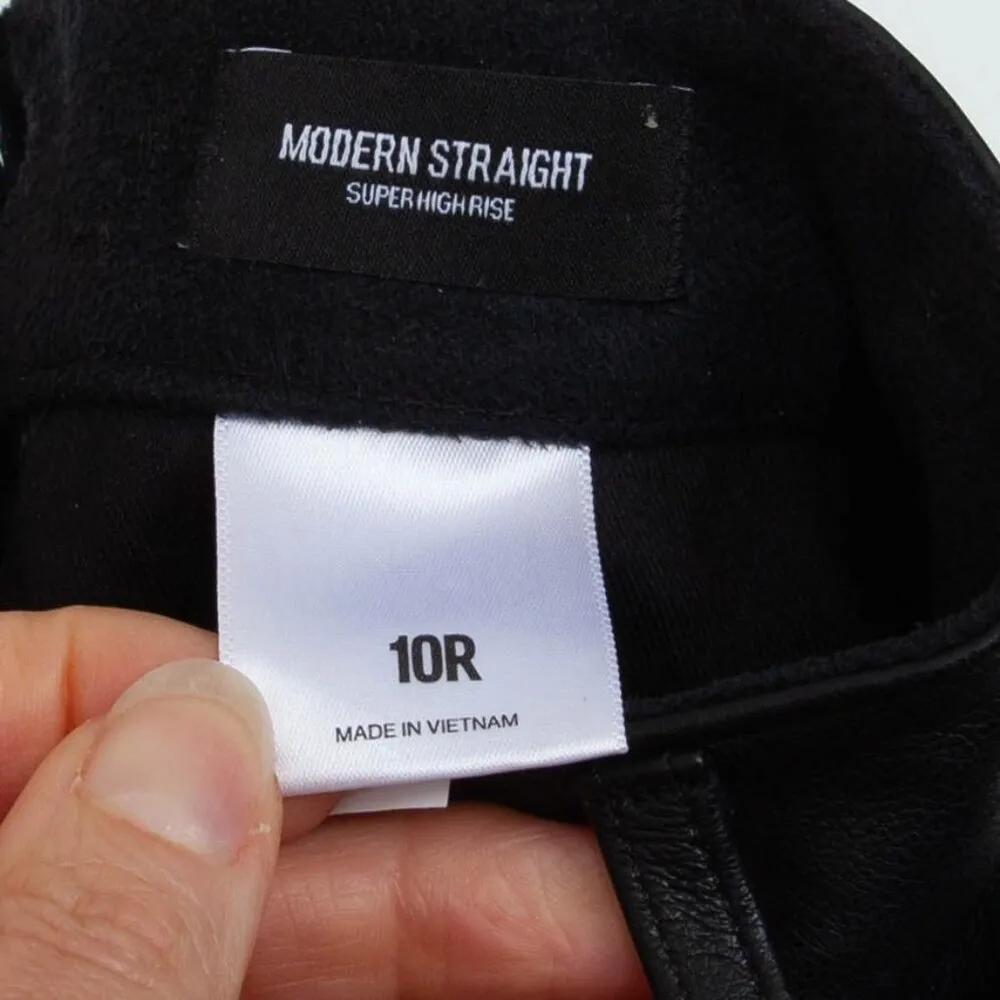 MODERN STRAIGHT
SUPER HIGH RISE
10R
MADE IN VIETNAM